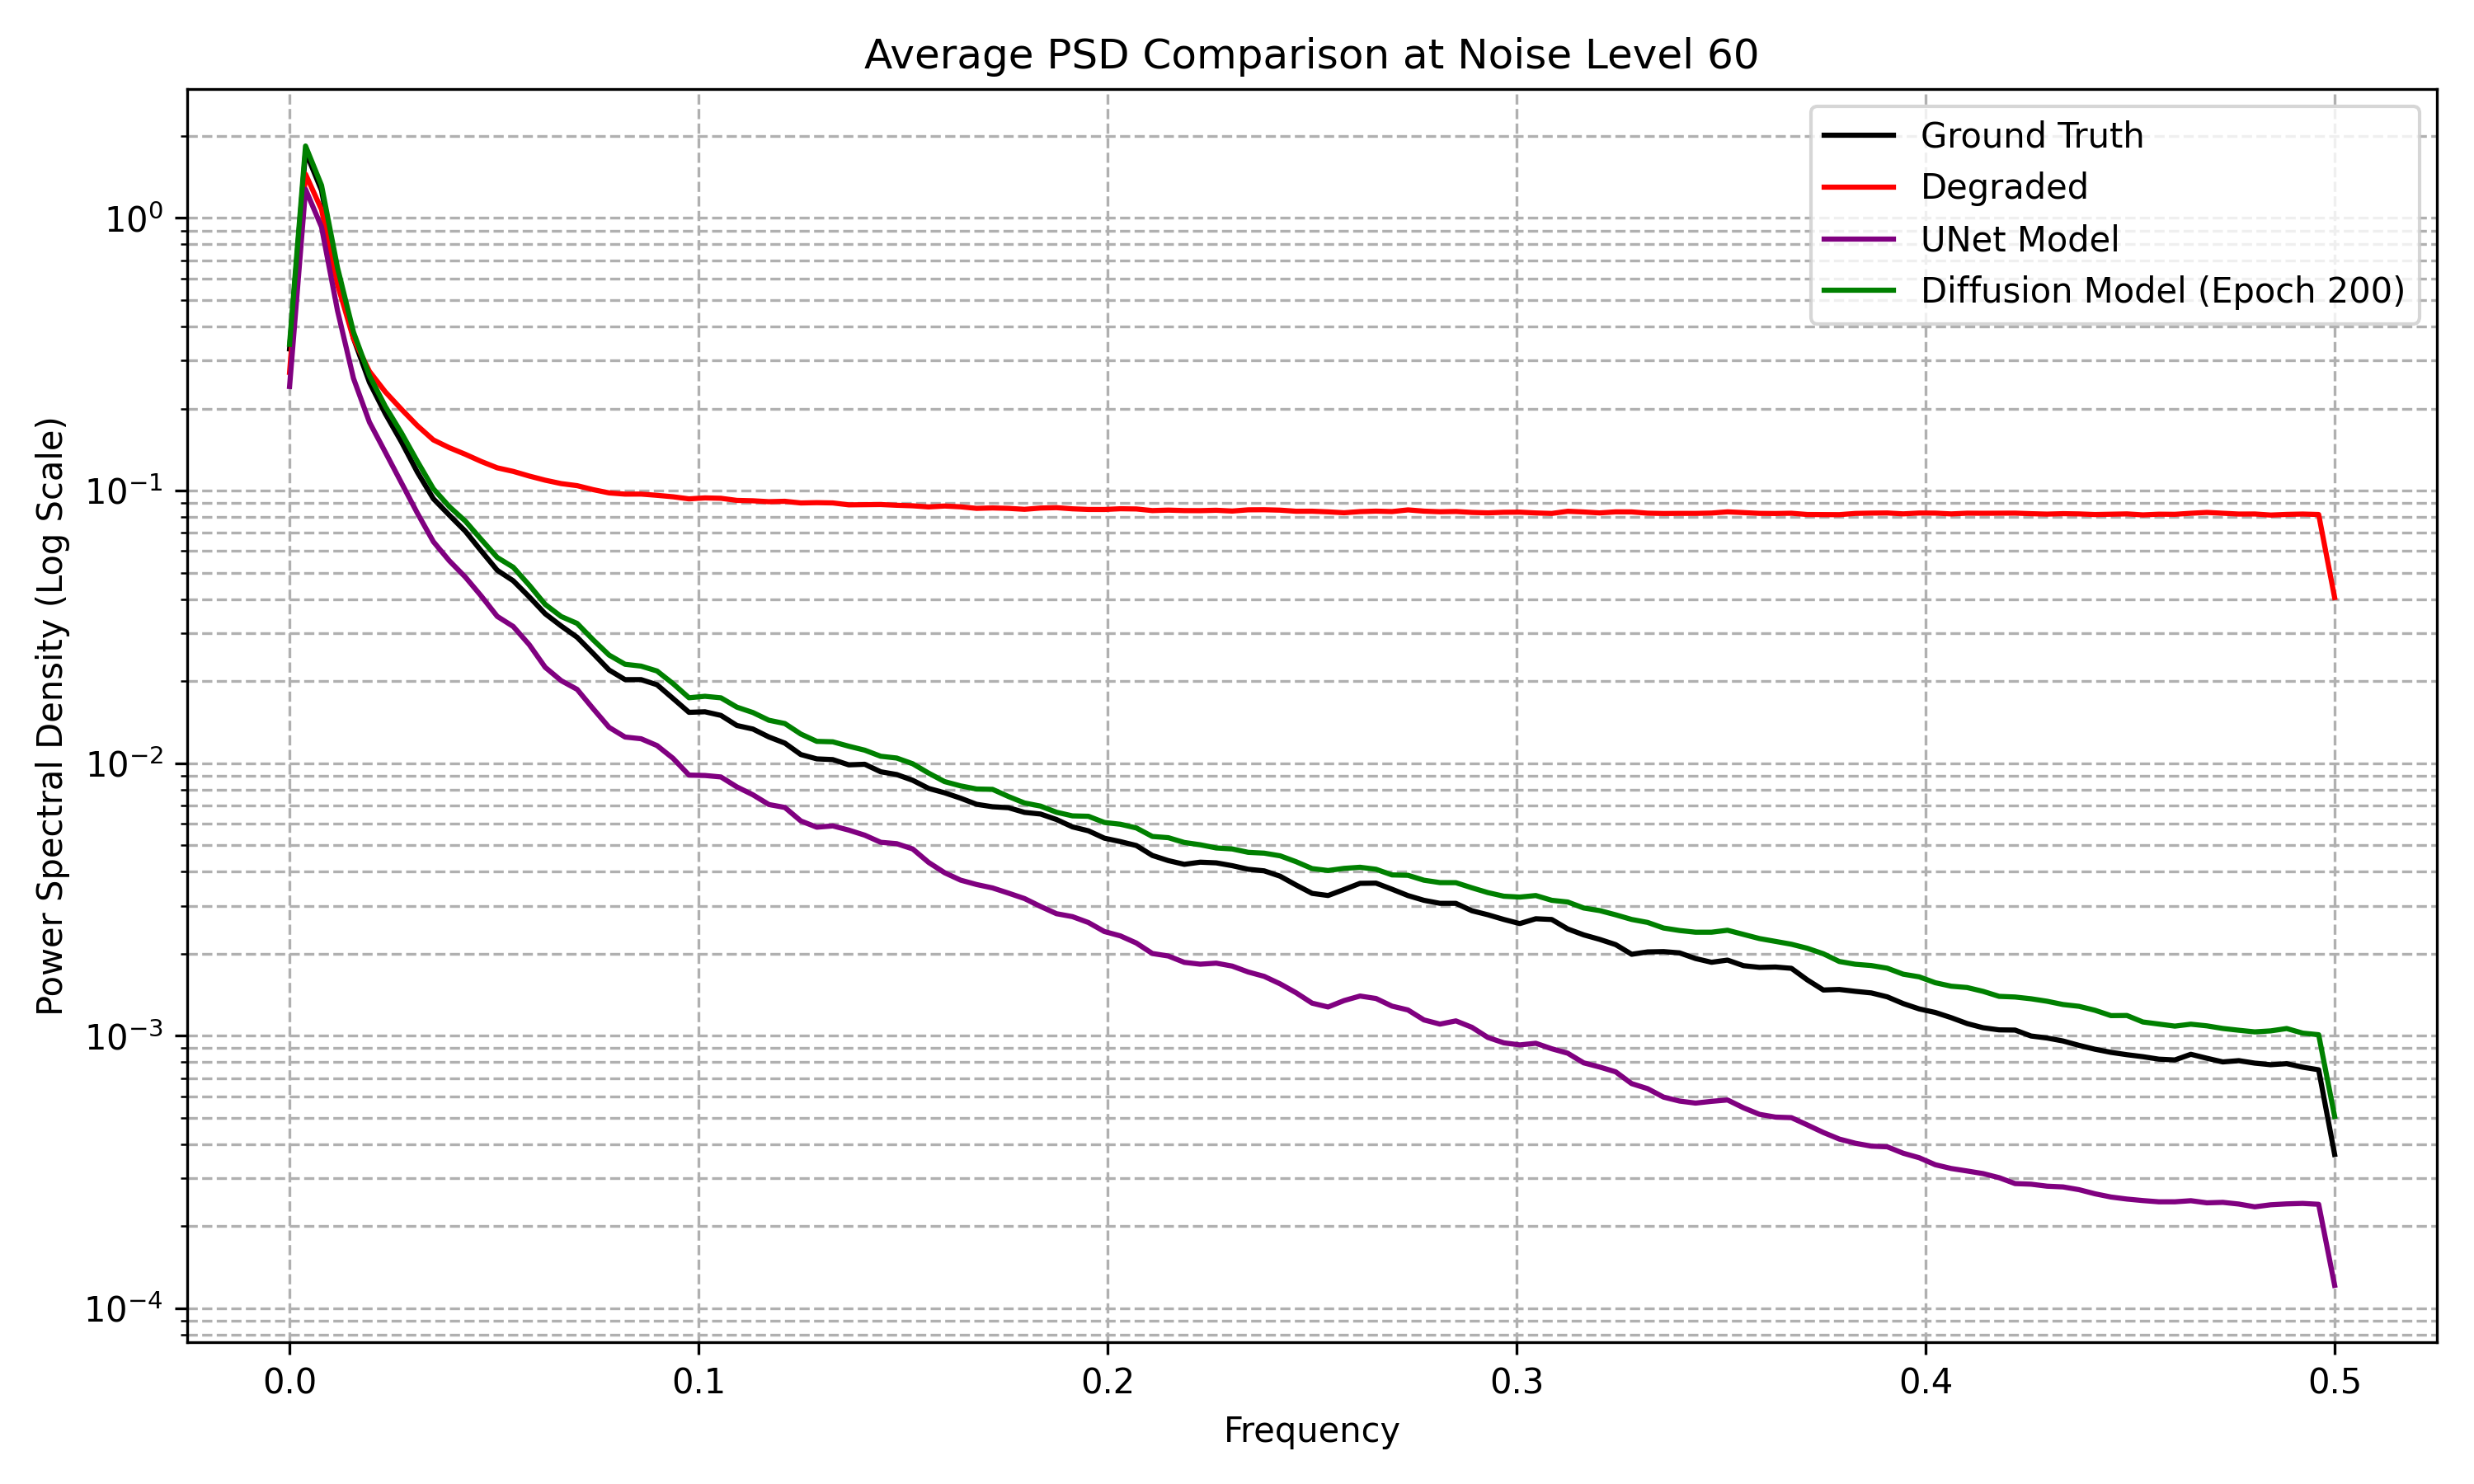 Average PSD Comparison at Noise Level 60
Ground Truth
Degraded
UNet Model
Diffusion Model (Epoch 200)
Power Spectral Density (Log Scale)
10⁰
10⁻¹
10⁻²
10⁻³
10⁻⁴
0.0 0.1 0.2 0.3 0.4 0.5
Frequency